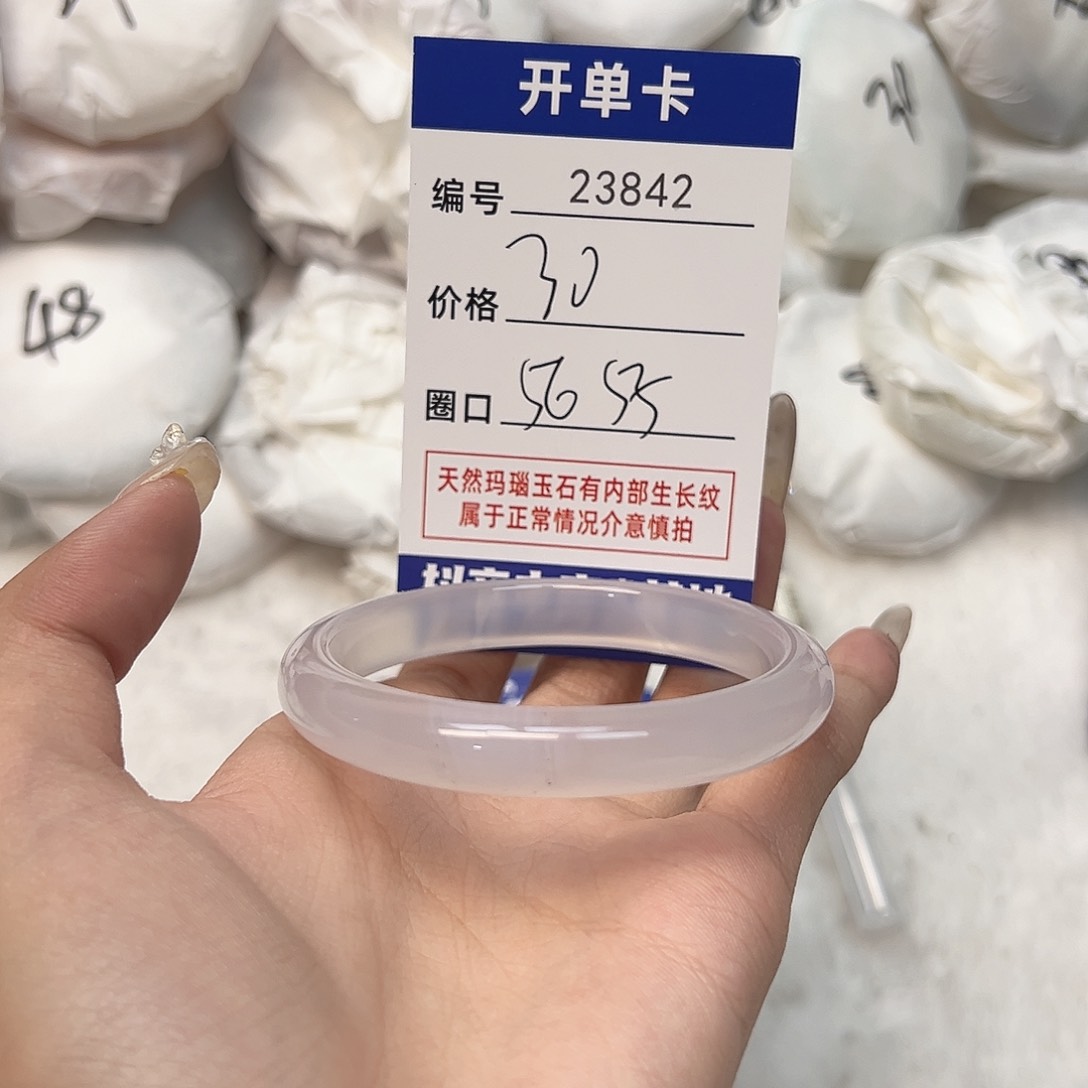 开单卡
编号 23842
价格 30
圈口 56 55
天然玛瑙玉石有内部生长纹
属于正常情况介意慎拍
48
31